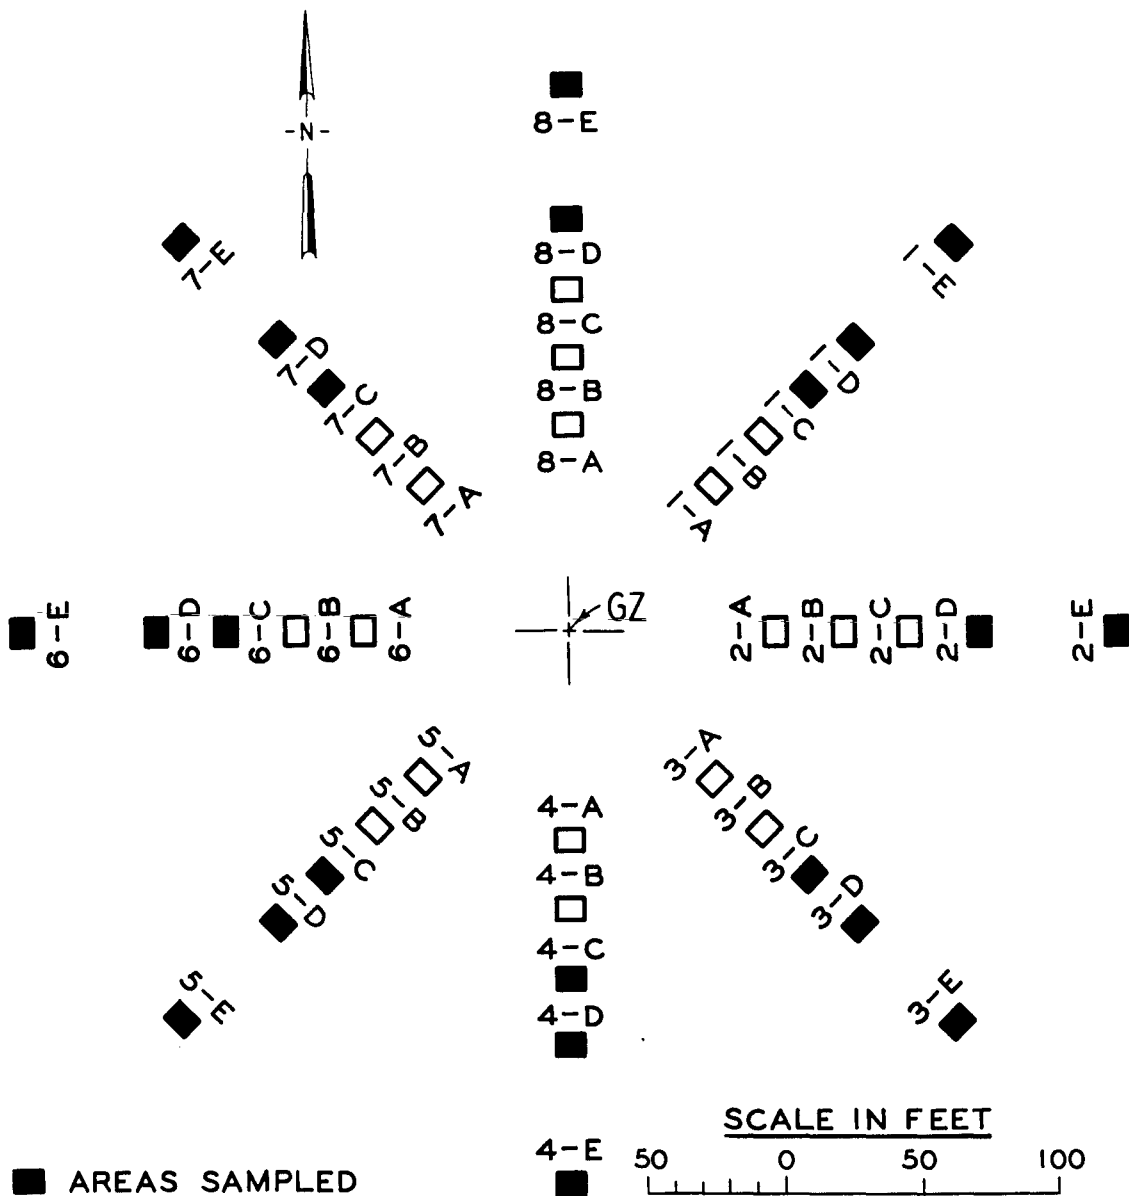 8-E
-N-
8-D
7-E
1-E
8-C
7-D
1-D
8-B
7-C
1-C
8-A
7-B
1-B
7-A
1-A
GZ
6-E
6-D
6-C
6-B
6-A
2-A
2-B
2-C
2-D
2-E
5-A
3-A
4-A
5-B
3-B
4-B
5-C
3-C
5-D
3-D
4-C
5-E
3-E
4-D
SCALE IN FEET
4-E
50 0 50 100
AREAS SAMPLED